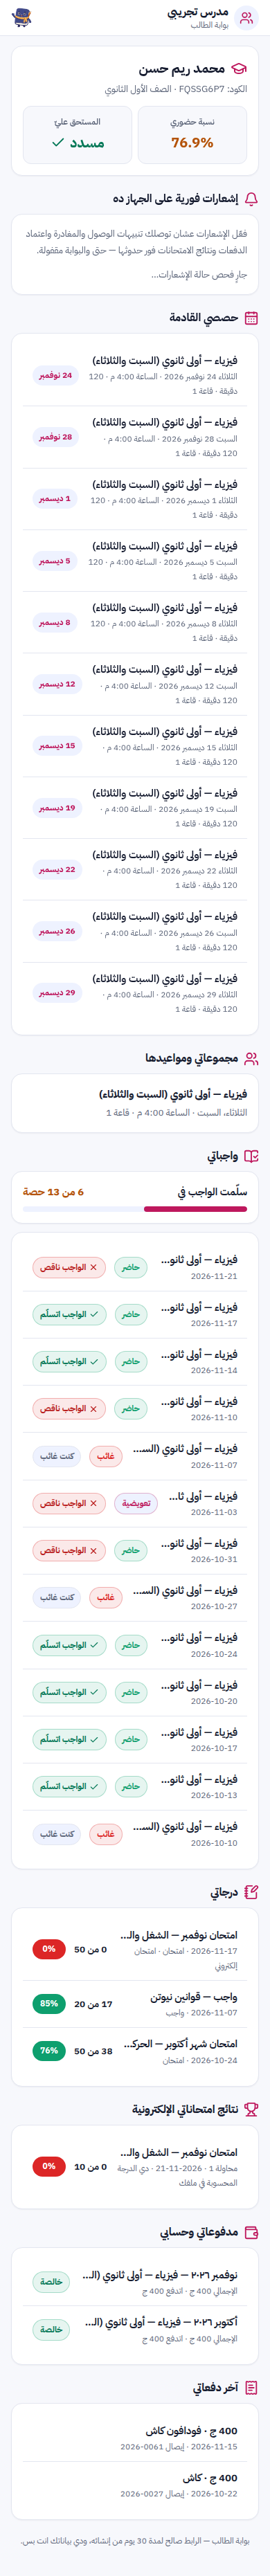 مدرس تجريبي
بوابة الطالب
محمد ريم حسن
الكود: FQSSG6P7 · الصف الأول الثانوي
نسبة حضوري
76.9%
المستحق عليّ
مسدد
إشعارات فورية على الجهاز ده
فعّل الإشعارات عشان توصلك تنبيهات الوصول والمغادرة واعتماد
الدفعات ونتائج الامتحانات فور حدوثها — حتى والبوابة مقفولة.
جارٍ فحص حالة الإشعارات...
حصصي القادمة
فيزياء — أولى ثانوي (السبت والثلاثاء)
الثلاثاء 24 نوفمبر 2026 · الساعة 4:00 م · 120
دقيقة · قاعة 1
24 نوفمبر
فيزياء — أولى ثانوي (السبت والثلاثاء)
السبت 28 نوفمبر 2026 · الساعة 4:00 م ·
120 دقيقة · قاعة 1
28 نوفمبر
فيزياء — أولى ثانوي (السبت والثلاثاء)
الثلاثاء 1 ديسمبر 2026 · الساعة 4:00 م · 120
دقيقة · قاعة 1
1 ديسمبر
فيزياء — أولى ثانوي (السبت والثلاثاء)
السبت 5 ديسمبر 2026 · الساعة 4:00 م · 120
دقيقة · قاعة 1
5 ديسمبر
فيزياء — أولى ثانوي (السبت والثلاثاء)
الثلاثاء 8 ديسمبر 2026 · الساعة 4:00 م · 120
دقيقة · قاعة 1
8 ديسمبر
فيزياء — أولى ثانوي (السبت والثلاثاء)
السبت 12 ديسمبر 2026 · الساعة 4:00 م ·
120 دقيقة · قاعة 1
12 ديسمبر
فيزياء — أولى ثانوي (السبت والثلاثاء)
الثلاثاء 15 ديسمبر 2026 · الساعة 4:00 م ·
120 دقيقة · قاعة 1
15 ديسمبر
فيزياء — أولى ثانوي (السبت والثلاثاء)
السبت 19 ديسمبر 2026 · الساعة 4:00 م ·
120 دقيقة · قاعة 1
19 ديسمبر
فيزياء — أولى ثانوي (السبت والثلاثاء)
الثلاثاء 22 ديسمبر 2026 · الساعة 4:00 م ·
120 دقيقة · قاعة 1
22 ديسمبر
فيزياء — أولى ثانوي (السبت والثلاثاء)
السبت 26 ديسمبر 2026 · الساعة 4:00 م ·
120 دقيقة · قاعة 1
26 ديسمبر
فيزياء — أولى ثانوي (السبت والثلاثاء)
الثلاثاء 29 ديسمبر 2026 · الساعة 4:00 م ·
120 دقيقة · قاعة 1
29 ديسمبر
مجموعاتي ومواعيدها
فيزياء — أولى ثانوي (السبت والثلاثاء)
الثلاثاء، السبت · الساعة 4:00 م · قاعة 1
واجباتي
سلّمت الواجب في
6 من 13 حصة
فيزياء — أولى ثانو... حاضر الواجب ناقص
2026-11-21
فيزياء — أولى ثانو... حاضر الواجب اتسلّم
2026-11-17
فيزياء — أولى ثانو... حاضر الواجب اتسلّم
2026-11-14
فيزياء — أولى ثانو... حاضر الواجب ناقص
2026-11-10
فيزياء — أولى ثانوي (الس... غائب كنت غائب
2026-11-07
فيزياء — أولى ثا... تعويضية الواجب ناقص
2026-11-03
فيزياء — أولى ثانو... حاضر الواجب ناقص
2026-10-31
فيزياء — أولى ثانوي (الس... غائب كنت غائب
2026-10-27
فيزياء — أولى ثانو... حاضر الواجب اتسلّم
2026-10-24
فيزياء — أولى ثانو... حاضر الواجب اتسلّم
2026-10-20
فيزياء — أولى ثانو... حاضر الواجب اتسلّم
2026-10-17
فيزياء — أولى ثانو... حاضر الواجب اتسلّم
2026-10-13
فيزياء — أولى ثانوي (الس... غائب كنت غائب
2026-10-10
درجاتي
امتحان نوفمبر — الشغل والـ...
2026-11-17 · امتحان · امتحان
إلكتروني
0 من 50
0%
واجب — قوانين نيوتن
2026-11-07 · واجب
17 من 20
85%
امتحان شهر أكتوبر — الحركـ...
2026-10-24 · امتحان
38 من 50
76%
نتائج امتحاناتي الإلكترونية
امتحان نوفمبر — الشغل والـ...
محاولة 1 · 2026-11-21 · دي الدرجة
المحسوبة في ملفك
0 من 10
0%
مدفوعاتي وحسابي
نوفمبر ٢٠٢٦ — فيزياء — أولى ثانوي (ال...
الإجمالي 400 ج · اتدفع 400 ج
خالصة
أكتوبر ٢٠٢٦ — فيزياء — أولى ثانوي (الـ...
الإجمالي 400 ج · اتدفع 400 ج
خالصة
آخر دفعاتي
400 ج · فودافون كاش
2026-11-15 · إيصال 0061-2026
400 ج · كاش
2026-10-22 · إيصال 0027-2026
بوابة الطالب — الرابط صالح لمدة 30 يوم من إنشائه، ودي بياناتك انت بس.